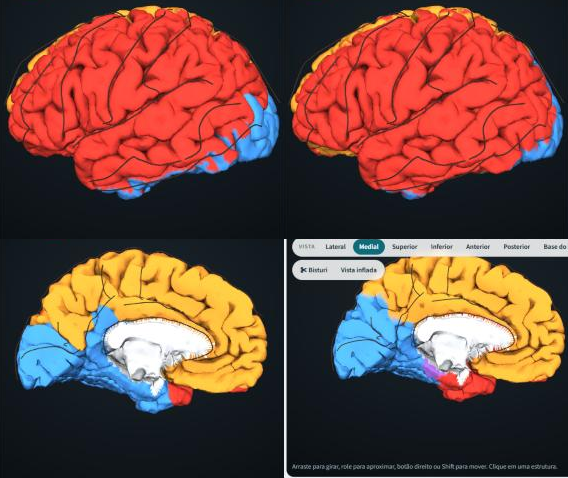 VISTA Lateral Medial Superior Inferior Anterior Posterior Base do
Bisturi Vista inflada
Arraste para girar, role para aproximar, botão direito ou Shift para mover. Clique em uma estrutura.